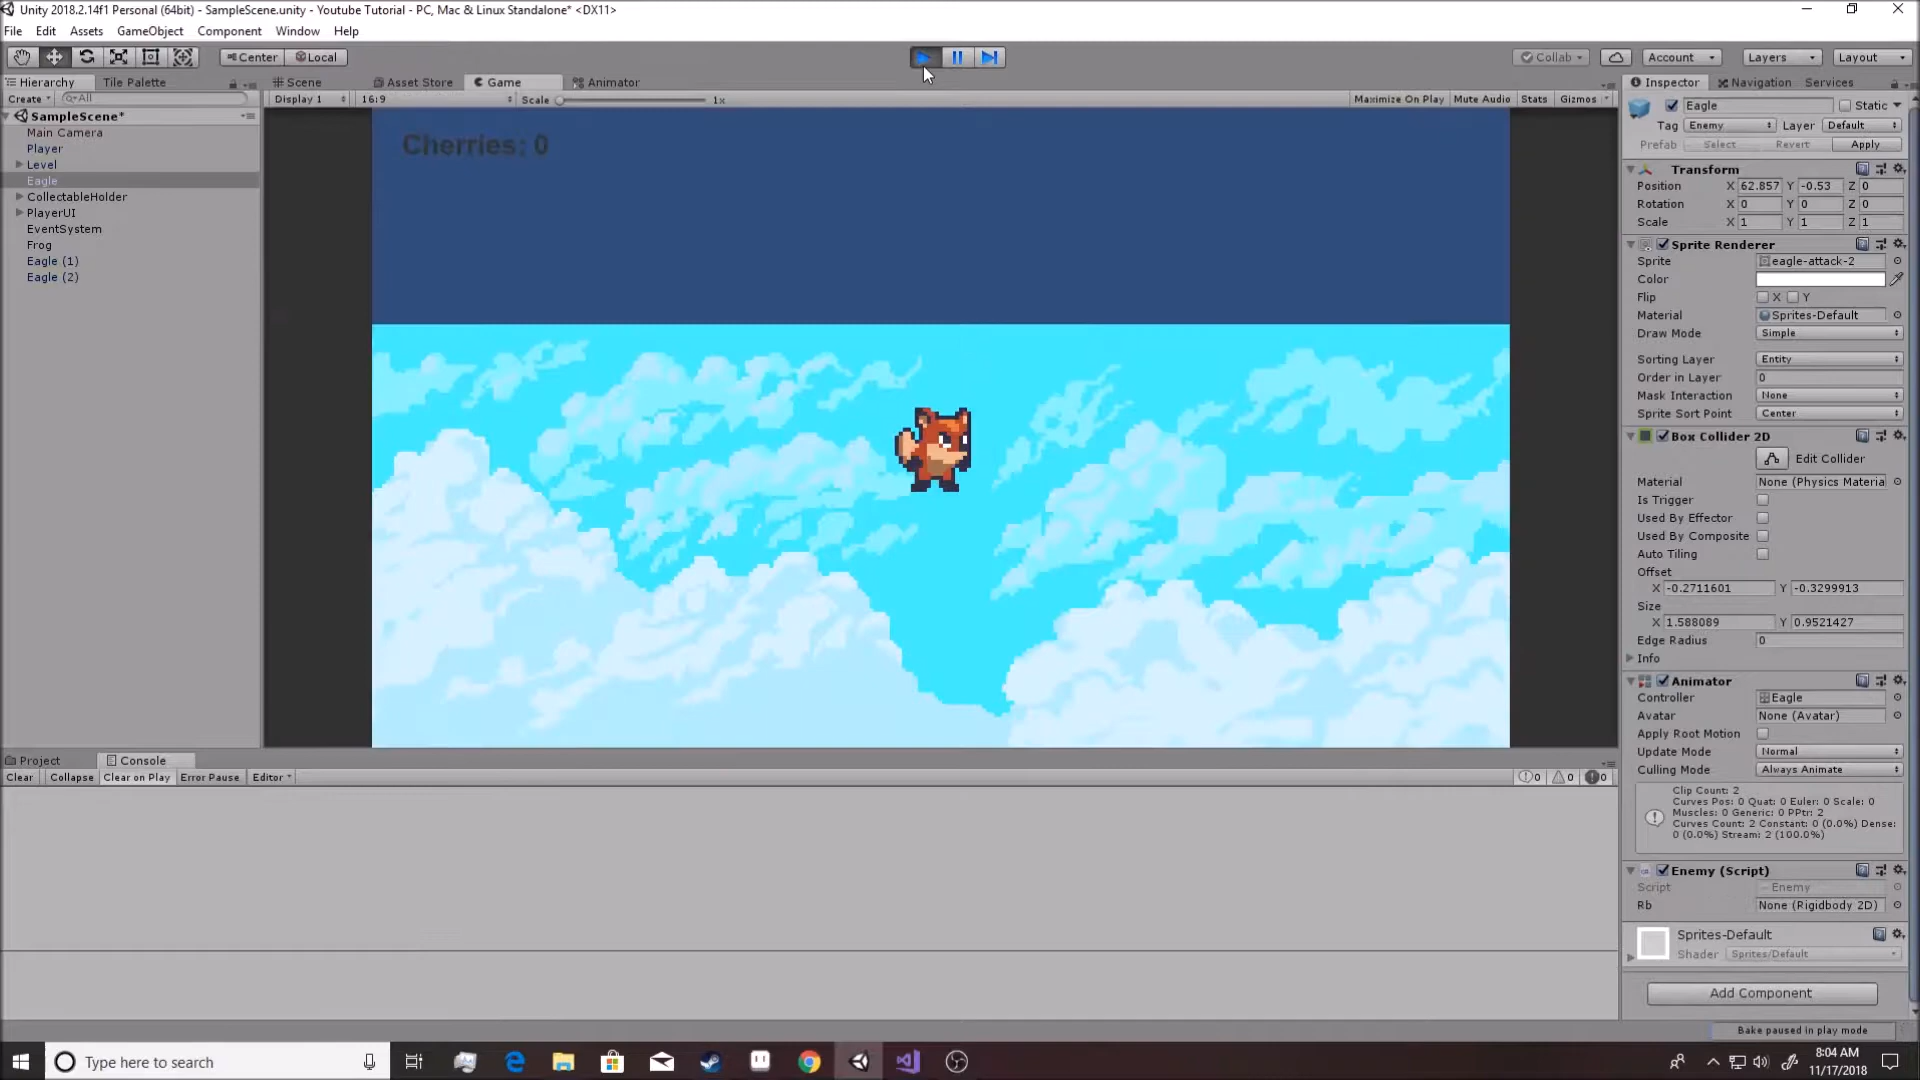 Unity 2018.2.14f1 Personal (64bit) - SampleScene.unity - Youtube Tutorial - PC, Mac & Linux Standalone* <DX11>
File Edit Assets GameObject Component Window Help
Center Local
Collab Account Layers Layout
Hierarchy Tile Palette
Scene Asset Store Game Animator
Inspector Navigation Services
Create All
Display 1 16:9 Scale 1x
Maximize On Play Mute Audio Stats Gizmos
SampleScene*
Main Camera
Player
Level
Eagle
CollectableHolder
PlayerUI
EventSystem
Frog
Eagle (1)
Eagle (2)
Cherries: 0
Eagle Static
Tag Enemy Layer Default
Prefab Select Revert Apply
Transform
Position X 62.857 Y -0.53 Z 0
Rotation X 0 Y 0 Z 0
Scale X 1 Y 1 Z 1
Sprite Renderer
Sprite eagle-attack-2
Color
Flip X Y
Material Sprites-Default
Draw Mode Simple
Sorting Layer Entity
Order in Layer 0
Mask Interaction None
Sprite Sort Point Center
Box Collider 2D
Edit Collider
Material None (Physics Materia
Is Trigger
Used By Effector
Used By Composite
Auto Tiling
Offset
X -0.2711601 Y -0.3299913
Size
X 1.588089 Y 0.9521427
Edge Radius 0
Info
Animator
Controller Eagle
Avatar None (Avatar)
Apply Root Motion
Update Mode Normal
Culling Mode Always Animate
Clip Count: 2
Curves Pos: 0 Quat: 0 Euler: 0 Scale: 0
Muscles: 0 Generic: 0 PPtr: 2
Curves Count: 2 Constant: 0 (0.0%) Dense:
0 (0.0%) Stream: 2 (100.0%)
Enemy (Script)
Script Enemy
Rb None (Rigidbody 2D)
Sprites-Default
Shader Sprites/Default
Add Component
Project Console
Clear Collapse Clear on Play Error Pause Editor
0 0 0
Bake paused in play mode
Type here to search
8:04 AM
11/17/2018